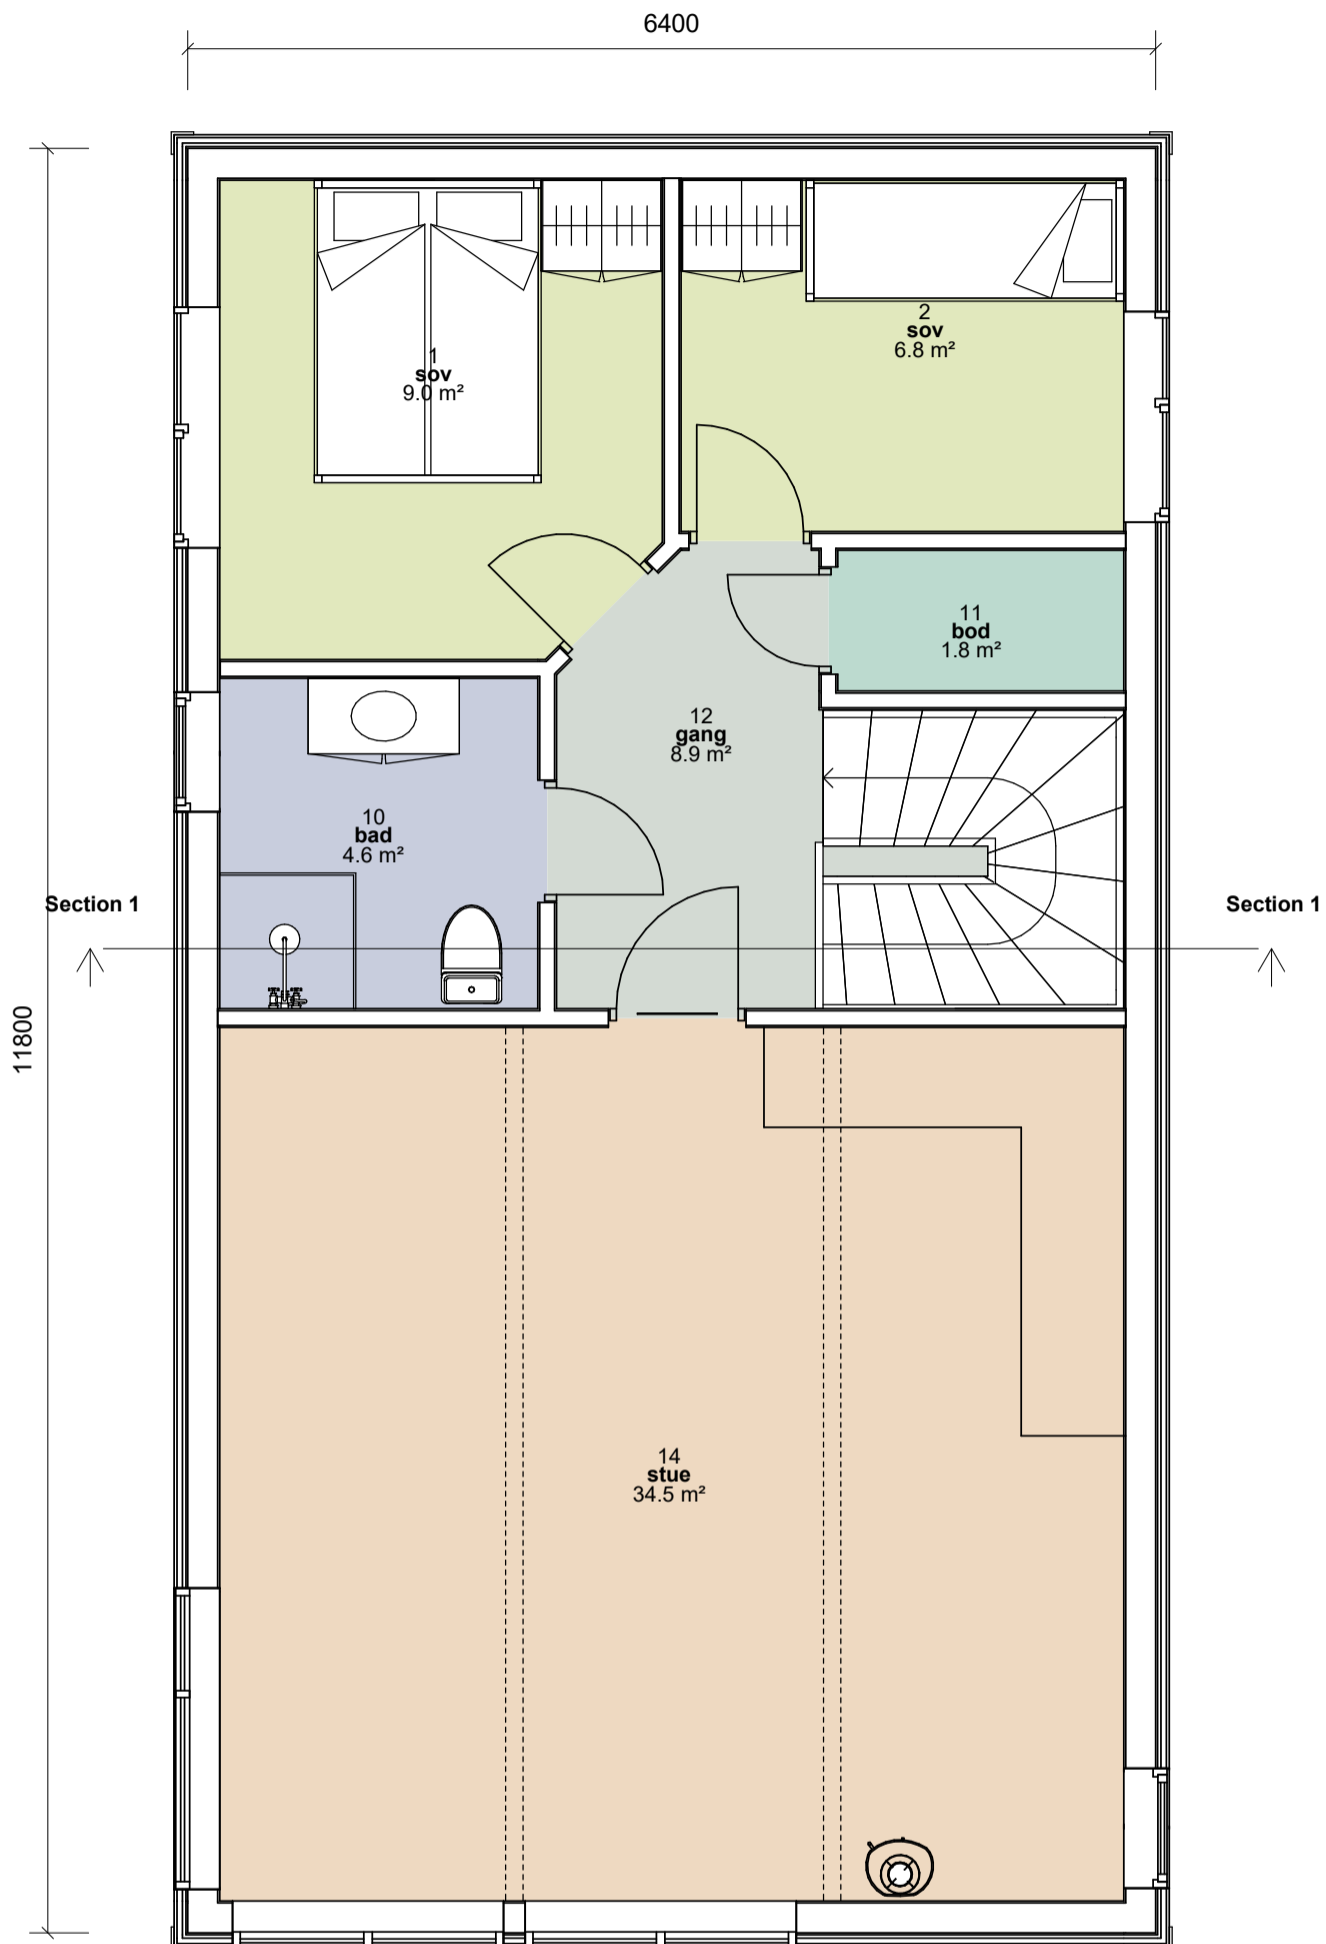 6400
1
sov
9.0 m²
2
sov
6.8 m²
11
bod
1.8 m²
12
gang
8.9 m²
10
bad
4.6 m²
Section 1
Section 1
11800
14
stue
34.5 m²